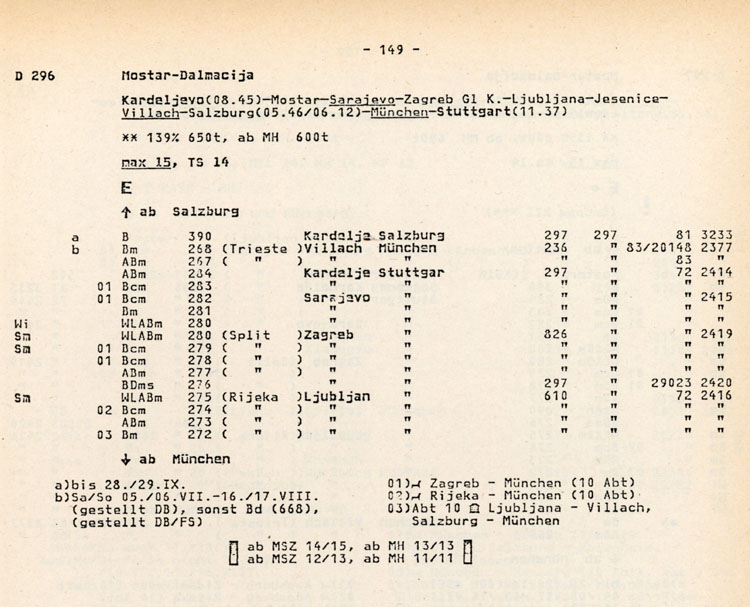 - 149 -
D 296 Mostar-Dalmacija
Kardeljevo(08.45)-Mostar-Sarajevo-Zagreb Gl K.-Ljubljana-Jesenice-
Villach-Salzburg(05.46/06.12)-München-Stuttgart(11.37)
** 139% 650t, ab MH 600t
max 15, TS 14
E
↑ ab Salzburg
a B 390 Kardelje Salzburg 297 297 81 3233
b Bm 268 (Trieste )Villach München 236 " 83/20148 2377
ABm 267 ( " ) " " " " 83 "
ABm 284 Kardelje Stuttgar 297 " 72 2414
01 Bcm 283 " " " " " "
01 Bcm 282 Sarajevo " " " " 2415
Bm 281 " " " " " "
Wi WLABm 280 " " " " " "
Sm WLABm 280 (Split )Zagreb " 826 " " 2419
Sm 01 Bcm 279 ( " ) " " " " " "
01 Bcm 278 ( " ) " " " " " "
ABm 277 ( " ) " " " " " "
BDms 276 " " 297 " 29023 2420
Sm WLABm 275 (Rijeka )Ljubljan " 610 " 72 2416
02 Bcm 274 ( " ) " " " " " "
ABm 273 ( " ) " " " " " "
03 Bm 272 ( " ) " " " " " "
↓ ab München
a)bis 28./29.IX.
b)Sa/So 05./06.VII.-16./17.VIII.
(gestellt DB), sonst Bd (668),
(gestellt DB/FS)
01) Zagreb - München (10 Abt)
02) Rijeka - München (10 Abt)
03)Abt 10 Ljubljana - Villach,
Salzburg - München
ab MSZ 14/15, ab MH 13/13
ab MSZ 12/13, ab MH 11/11